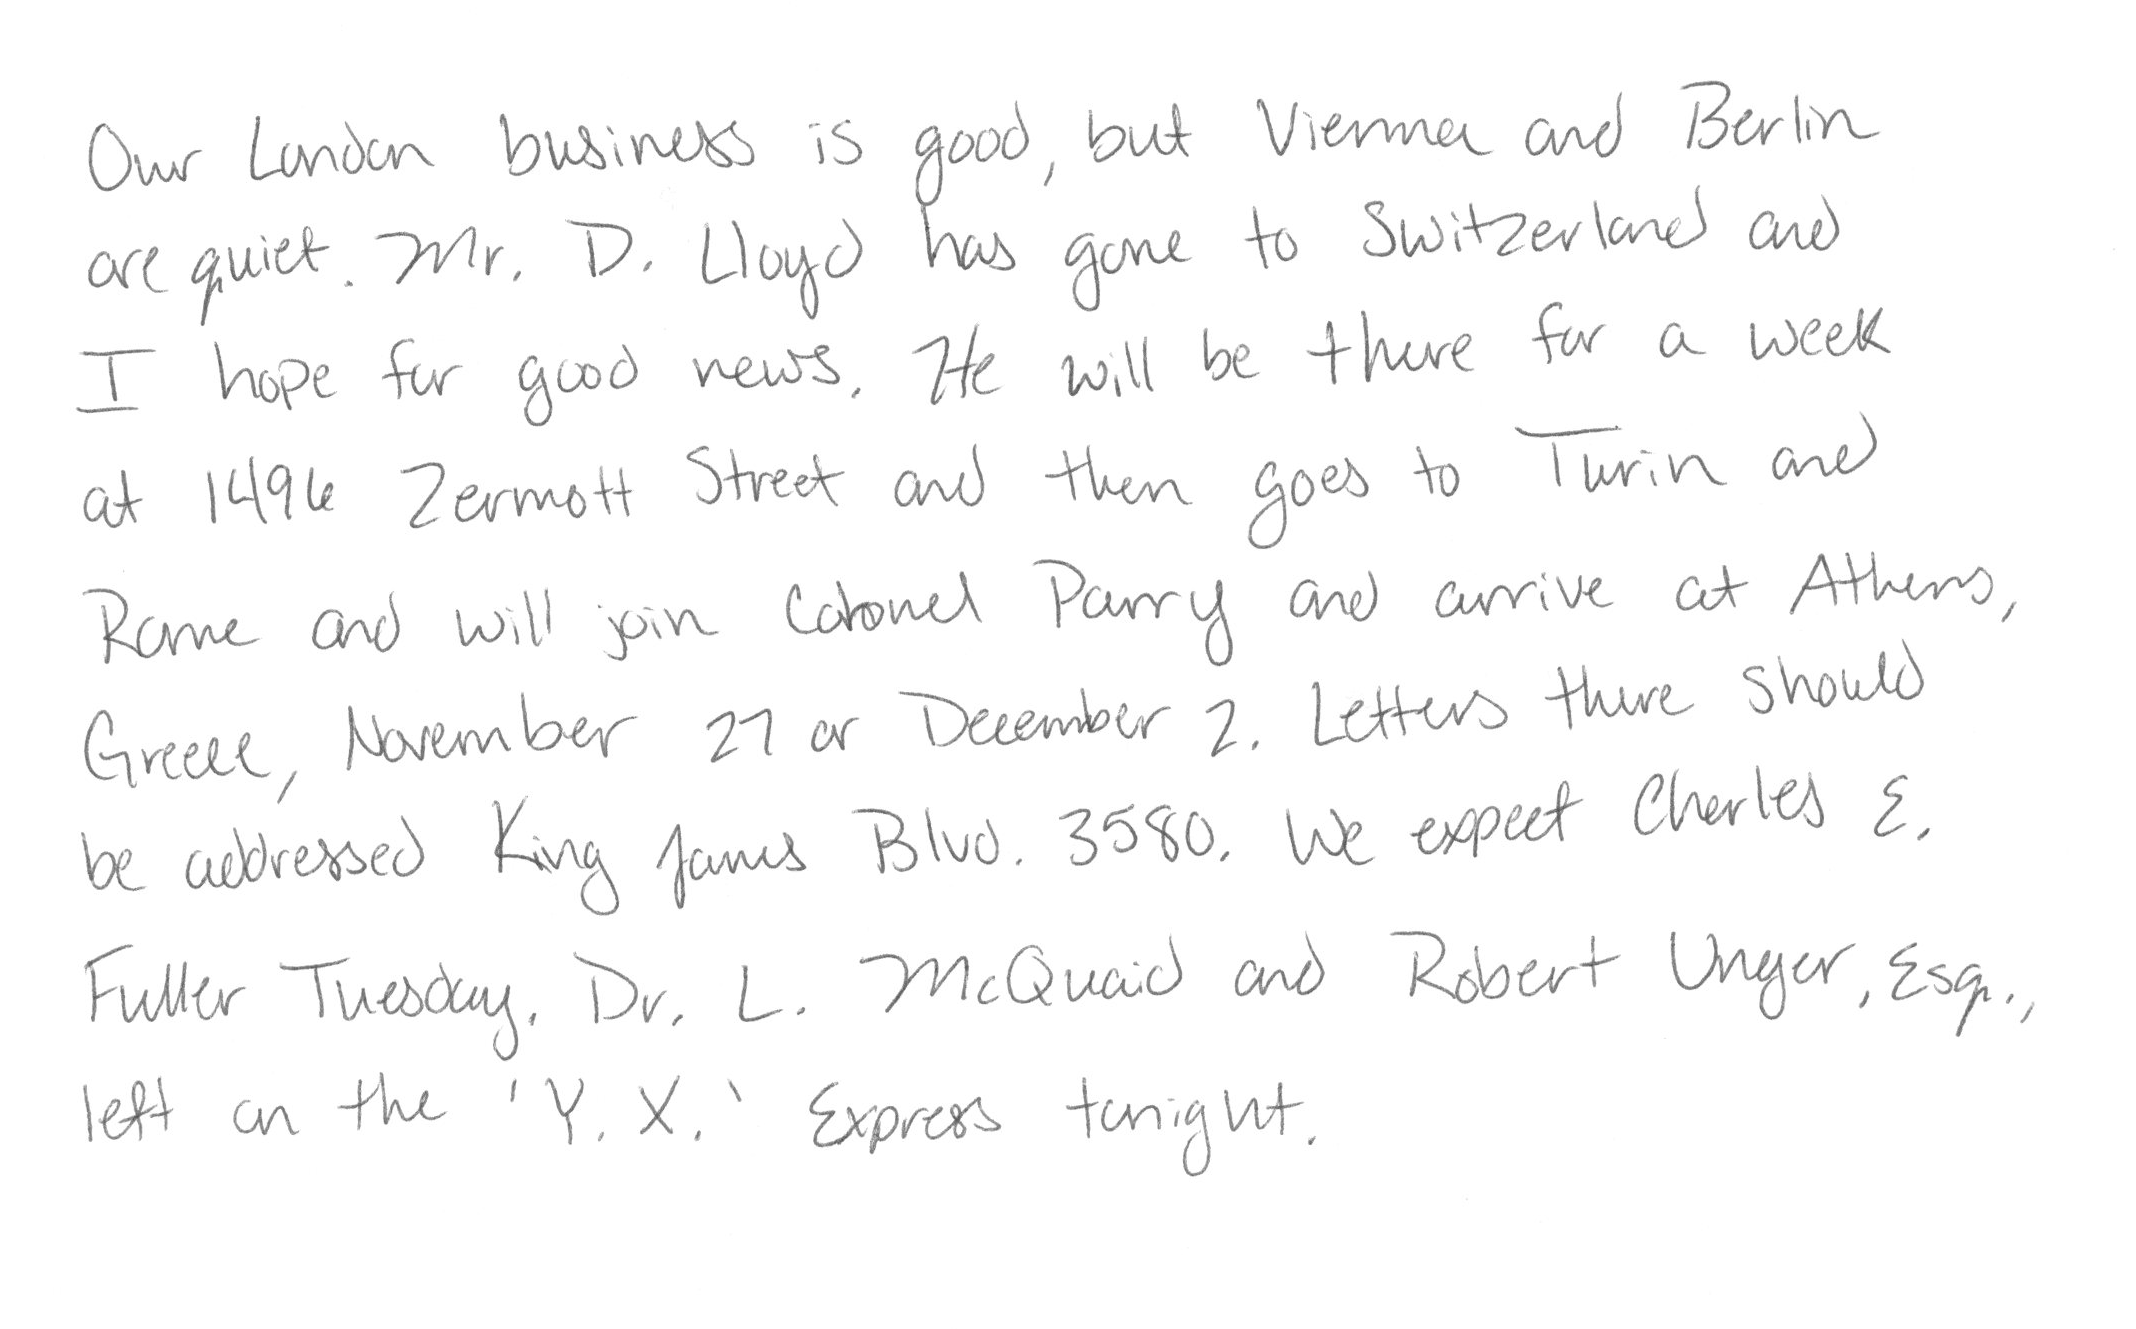 Our London business is good, but Vienna and Berlin
are quiet. Mr. D. Lloyd has gone to Switzerland and
I hope for good news. He will be there for a week
at 1496 Zermott Street and then goes to Turin and
Rome and will join Colonel Parry and arrive at Athens,
Greece, November 27 or December 2. Letters there should
be addressed King James Blvd. 3580. We expect Charles E.
Fuller Tuesday. Dr. L. McQuaid and Robert Unger, Esq.,
left on the 'Y. X.' Express tonight.